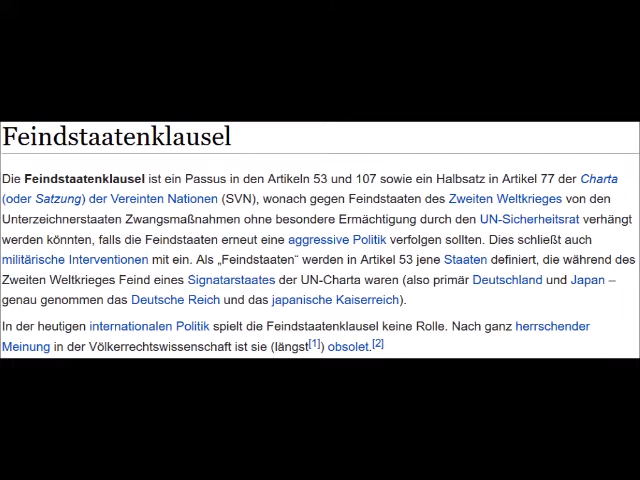 Feindstaatenklausel
Die Feindstaatenklausel ist ein Passus in den Artikeln 53 und 107 sowie ein Halbsatz in Artikel 77 der Charta
(oder Satzung) der Vereinten Nationen (SVN), wonach gegen Feindstaaten des Zweiten Weltkrieges von den
Unterzeichnerstaaten Zwangsmaßnahmen ohne besondere Ermächtigung durch den UN-Sicherheitsrat verhängt
werden könnten, falls die Feindstaaten erneut eine aggressive Politik verfolgen sollten. Dies schließt auch
militärische Interventionen mit ein. Als „Feindstaaten“ werden in Artikel 53 jene Staaten definiert, die während des
Zweiten Weltkrieges Feind eines Signatarstaates der UN-Charta waren (also primär Deutschland und Japan –
genau genommen das Deutsche Reich und das japanische Kaiserreich).
In der heutigen internationalen Politik spielt die Feindstaatenklausel keine Rolle. Nach ganz herrschender
Meinung in der Völkerrechtswissenschaft ist sie (längst[1]) obsolet.[2]